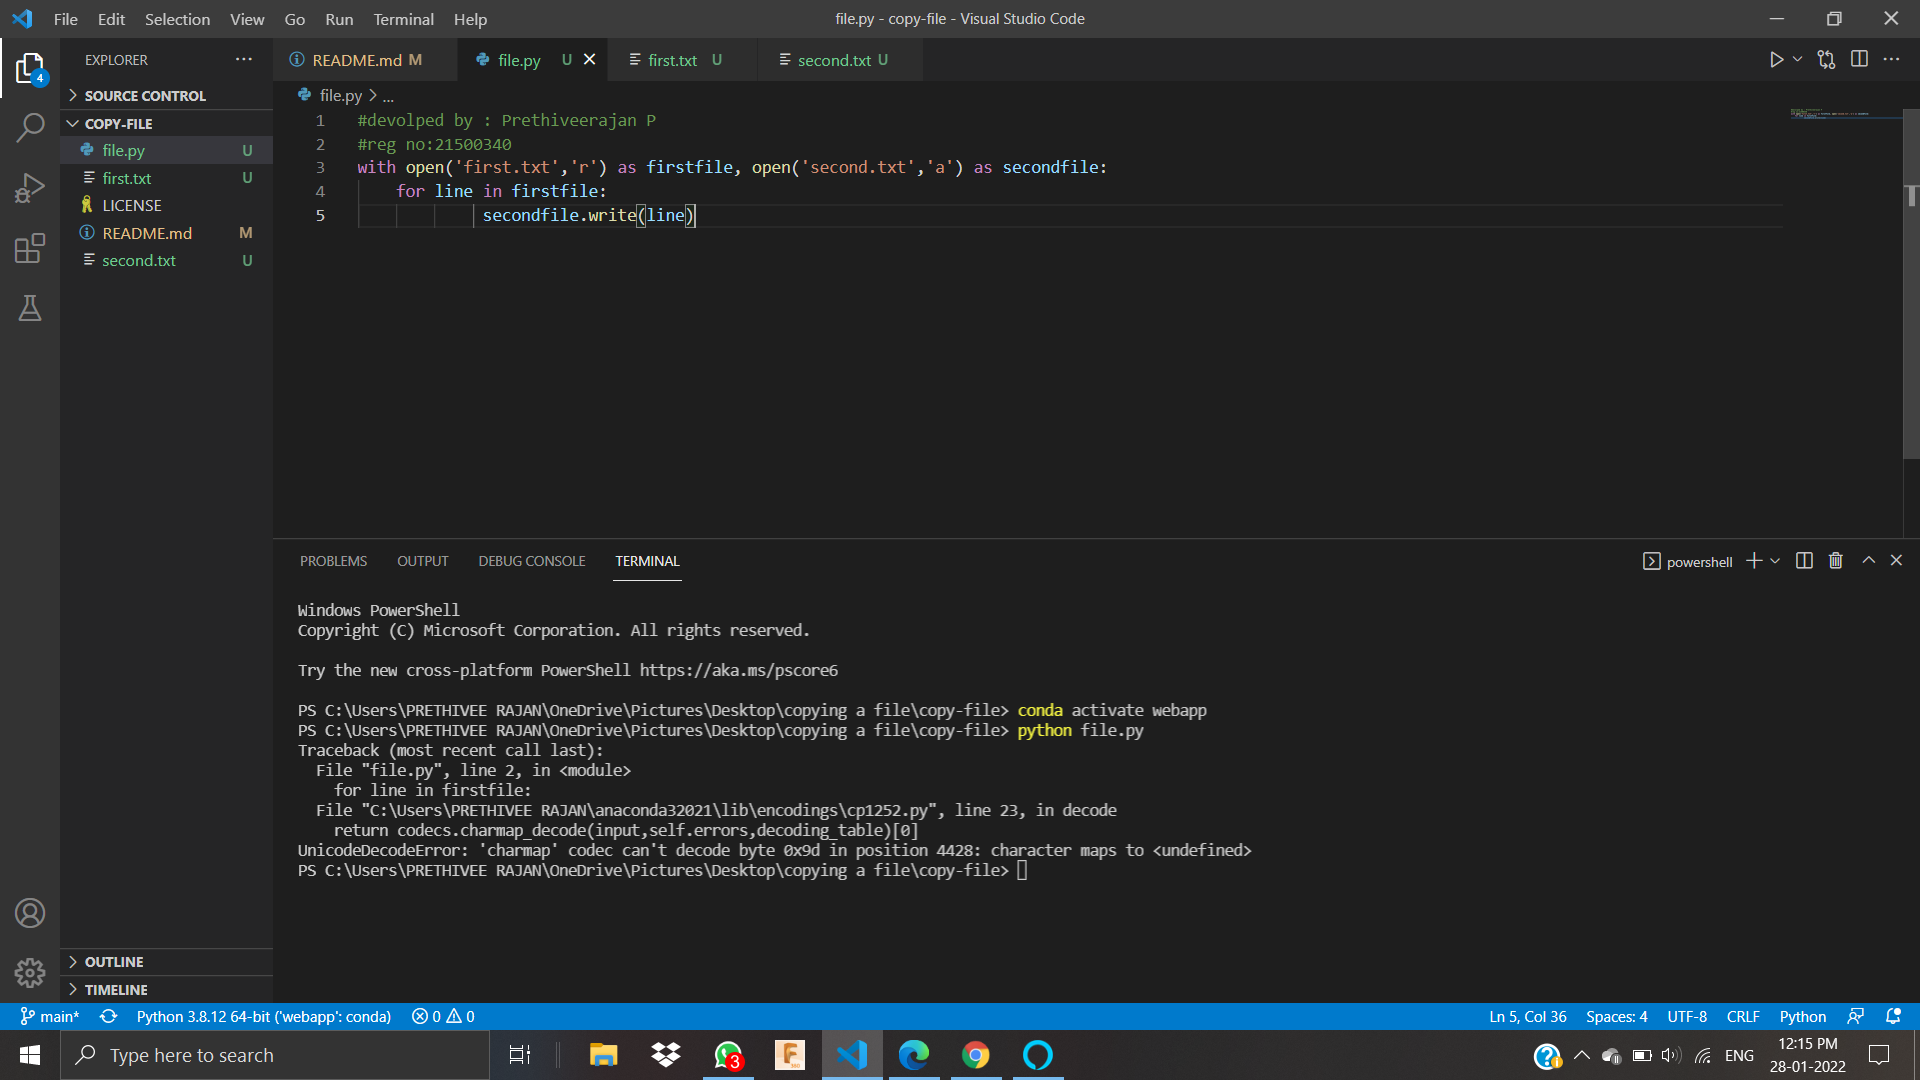 File Edit Selection View Go Run Terminal Help
file.py - copy-file - Visual Studio Code
EXPLORER
README.md M
file.py U
first.txt U
second.txt U
SOURCE CONTROL
COPY-FILE
file.py U
first.txt U
LICENSE
README.md M
second.txt U
4
file.py > ...
1 #devolped by : Prethiveerajan P
2 #reg no:21500340
3 with open('first.txt','r') as firstfile, open('second.txt','a') as secondfile:
4 for line in firstfile:
5 secondfile.write(line)
PROBLEMS OUTPUT DEBUG CONSOLE TERMINAL
powershell
Windows PowerShell
Copyright (C) Microsoft Corporation. All rights reserved.
Try the new cross-platform PowerShell https://aka.ms/pscore6
PS C:\Users\PRETHIVEE RAJAN\OneDrive\Pictures\Desktop\copying a file\copy-file> conda activate webapp
PS C:\Users\PRETHIVEE RAJAN\OneDrive\Pictures\Desktop\copying a file\copy-file> python file.py
Traceback (most recent call last):
File "file.py", line 2, in <module>
for line in firstfile:
File "C:\Users\PRETHIVEE RAJAN\anaconda32021\lib\encodings\cp1252.py", line 23, in decode
return codecs.charmap_decode(input,self.errors,decoding_table)[0]
UnicodeDecodeError: 'charmap' codec can't decode byte 0x9d in position 4428: character maps to <undefined>
PS C:\Users\PRETHIVEE RAJAN\OneDrive\Pictures\Desktop\copying a file\copy-file>
OUTLINE
TIMELINE
main* Python 3.8.12 64-bit ('webapp': conda) 0 0
Ln 5, Col 36 Spaces: 4 UTF-8 CRLF Python
Type here to search
3
ENG
12:15 PM
28-01-2022